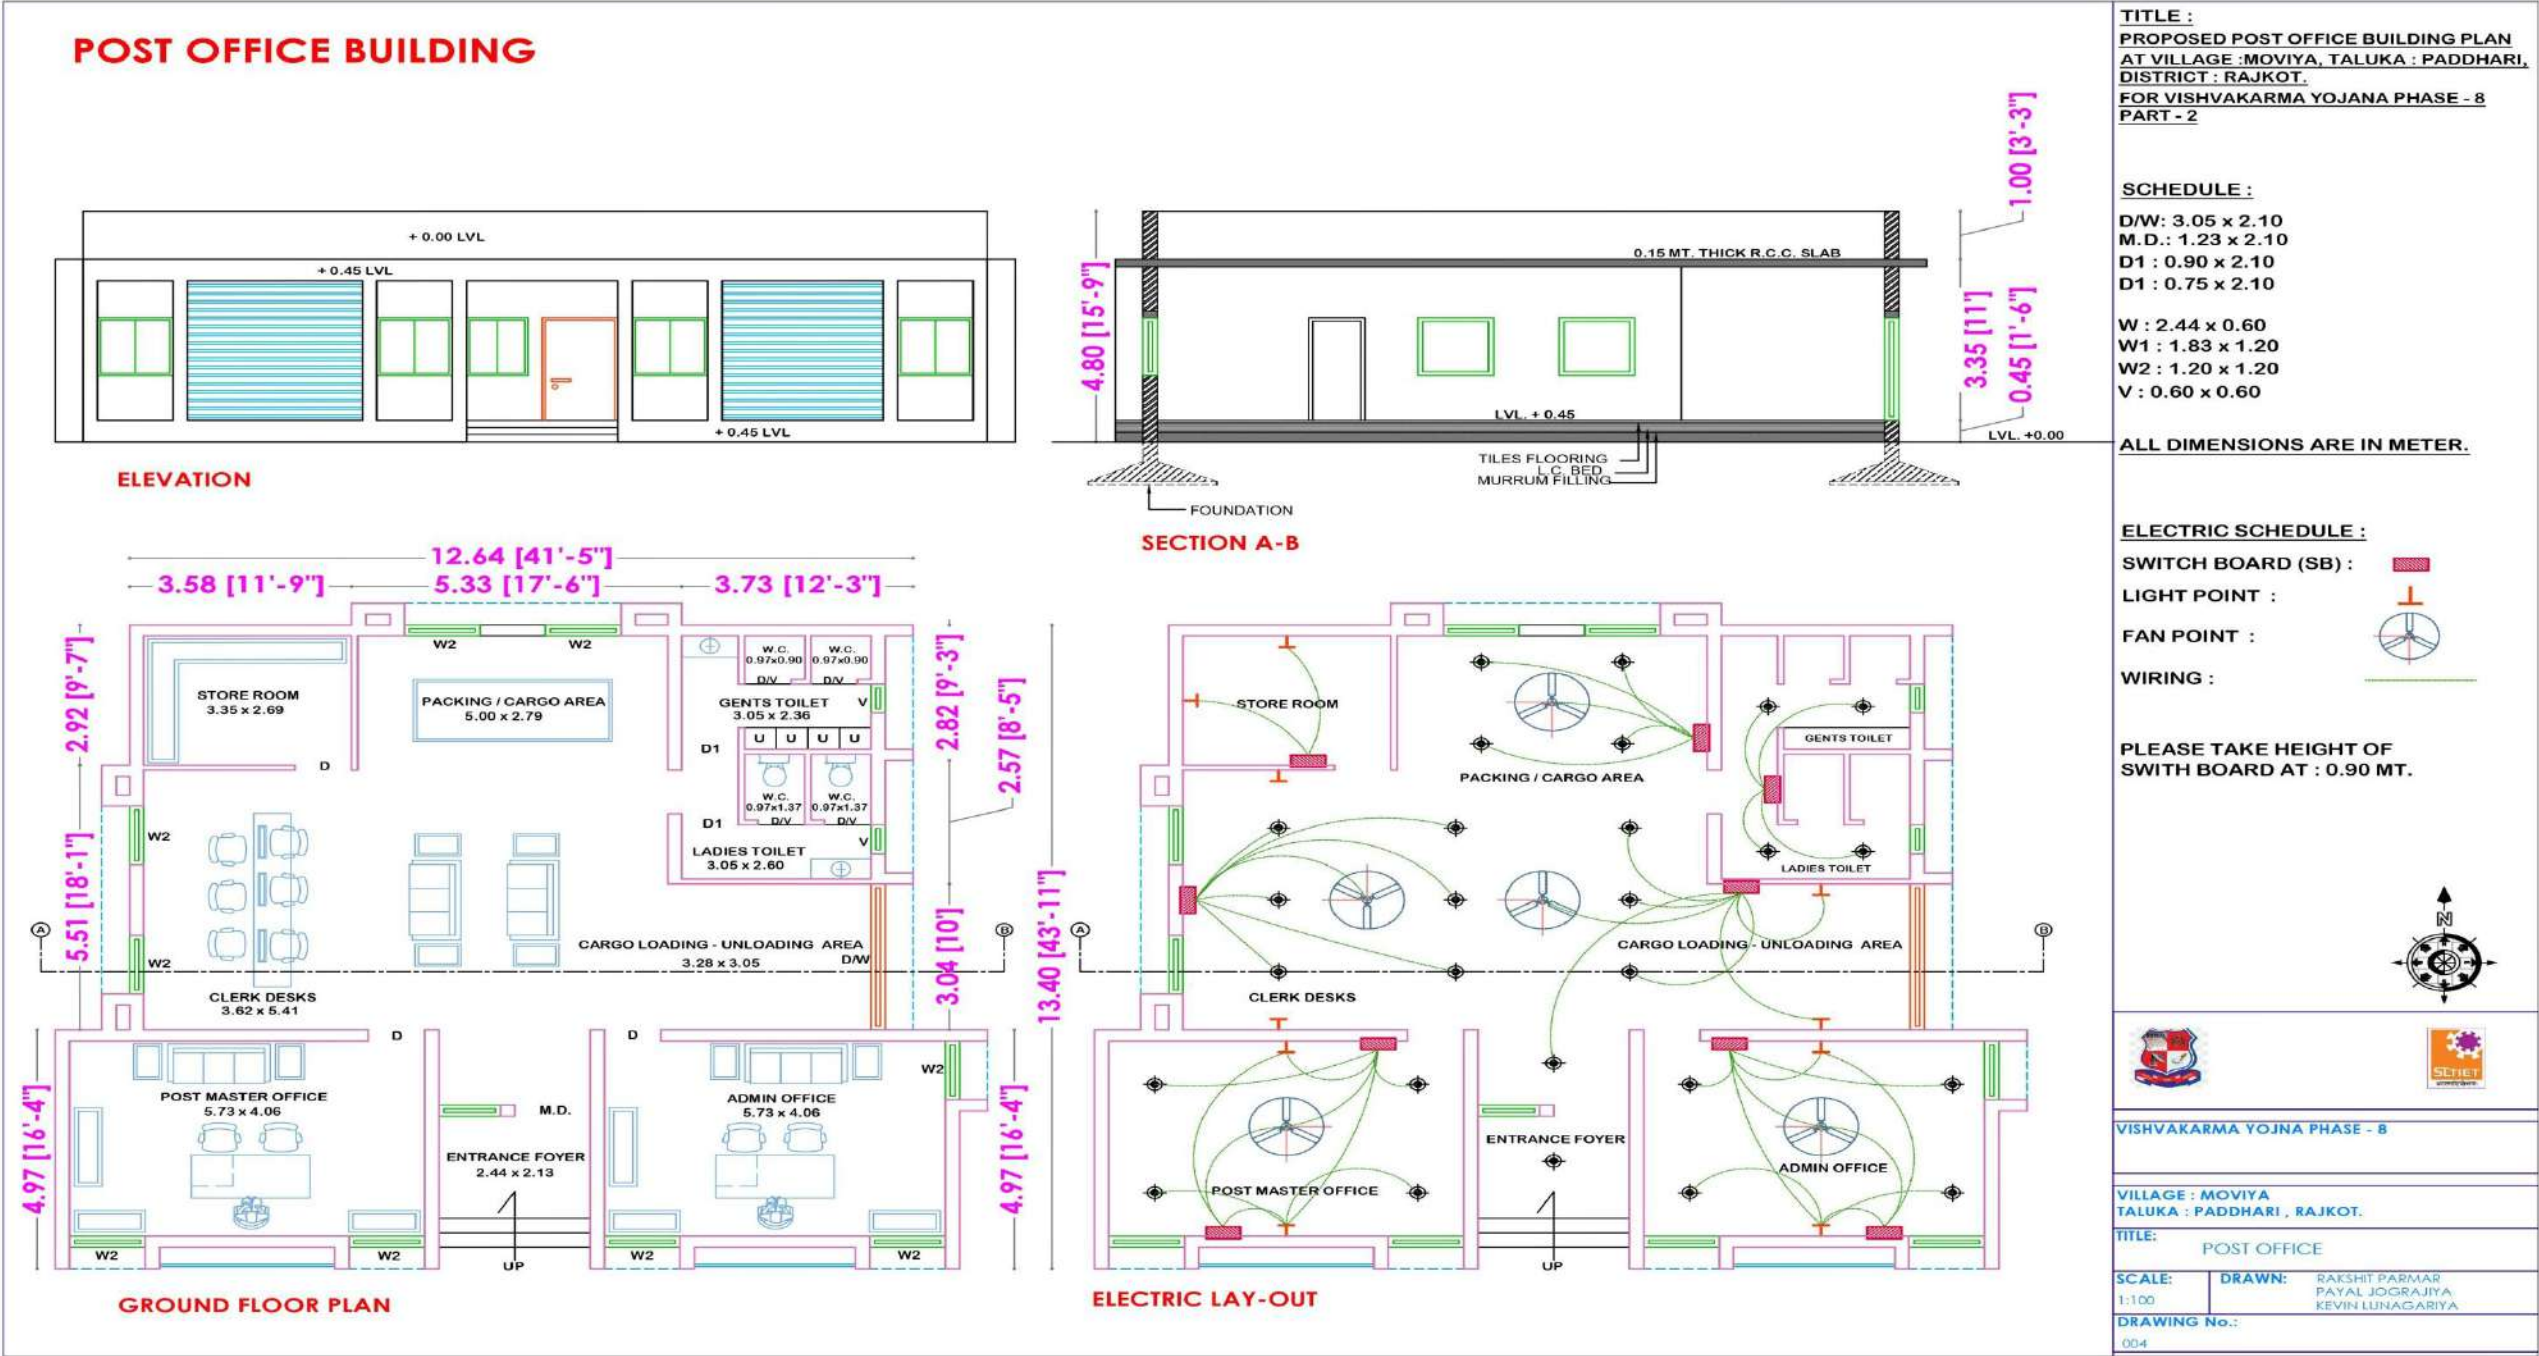 POST OFFICE BUILDING
+ 0.00 LVL
+ 0.45 LVL
+ 0.45 LVL
ELEVATION
4.80 [15'-9"]
0.15 MT. THICK R.C.C. SLAB
LVL. + 0.45
TILES FLOORING
L.C. BED
MURRUM FILLING
FOUNDATION
1.00 [3'-3"]
3.35 [11']
0.45 [1'-6"]
LVL. +0.00
SECTION A-B
12.64 [41'-5"]
3.58 [11'-9"]
5.33 [17'-6"]
3.73 [12'-3"]
2.92 [9'-7"]
5.51 [18'-1"]
4.97 [16'-4"]
2.82 [9'-3"]
2.57 [8'-5"]
3.04 [10']
4.97 [16'-4"]
13.40 [43'-11"]
W2
W2
STORE ROOM
3.35 x 2.69
PACKING / CARGO AREA
5.00 x 2.79
W.C.
0.97x0.90
D/V
W.C.
0.97x0.90
D/V
GENTS TOILET
3.05 x 2.36
V
U
U
U
U
D1
D
W.C.
0.97x1.37
D/V
W.C.
0.97x1.37
D/V
D1
V
LADIES TOILET
3.05 x 2.60
W2
W2
A
B
CARGO LOADING - UNLOADING AREA
3.28 x 3.05
D/W
CLERK DESKS
3.62 x 5.41
D
D
W2
POST MASTER OFFICE
5.73 x 4.06
M.D.
ADMIN OFFICE
5.73 x 4.06
ENTRANCE FOYER
2.44 x 2.13
W2
W2
UP
W2
W2
GROUND FLOOR PLAN
STORE ROOM
PACKING / CARGO AREA
GENTS TOILET
LADIES TOILET
A
B
CARGO LOADING - UNLOADING AREA
CLERK DESKS
ENTRANCE FOYER
POST MASTER OFFICE
ADMIN OFFICE
UP
ELECTRIC LAY-OUT
TITLE :
PROPOSED POST OFFICE BUILDING PLAN
AT VILLAGE :MOVIYA, TALUKA : PADDHARI,
DISTRICT : RAJKOT.
FOR VISHVAKARMA YOJANA PHASE - 8
PART - 2
SCHEDULE :
D/W: 3.05 x 2.10
M.D.: 1.23 x 2.10
D1 : 0.90 x 2.10
D1 : 0.75 x 2.10
W : 2.44 x 0.60
W1 : 1.83 x 1.20
W2 : 1.20 x 1.20
V : 0.60 x 0.60
ALL DIMENSIONS ARE IN METER.
ELECTRIC SCHEDULE :
SWITCH BOARD (SB) :
LIGHT POINT :
FAN POINT :
WIRING :
PLEASE TAKE HEIGHT OF
SWITH BOARD AT : 0.90 MT.
N
SLTIET
VISHVAKARMA YOJNA PHASE - 8
VILLAGE : MOVIYA
TALUKA : PADDHARI , RAJKOT.
TITLE:
POST OFFICE
SCALE:
1:100
DRAWN:
RAKSHIT PARMAR
PAYAL JOGRAJIYA
KEVIN LUNAGARIYA
DRAWING No.:
004